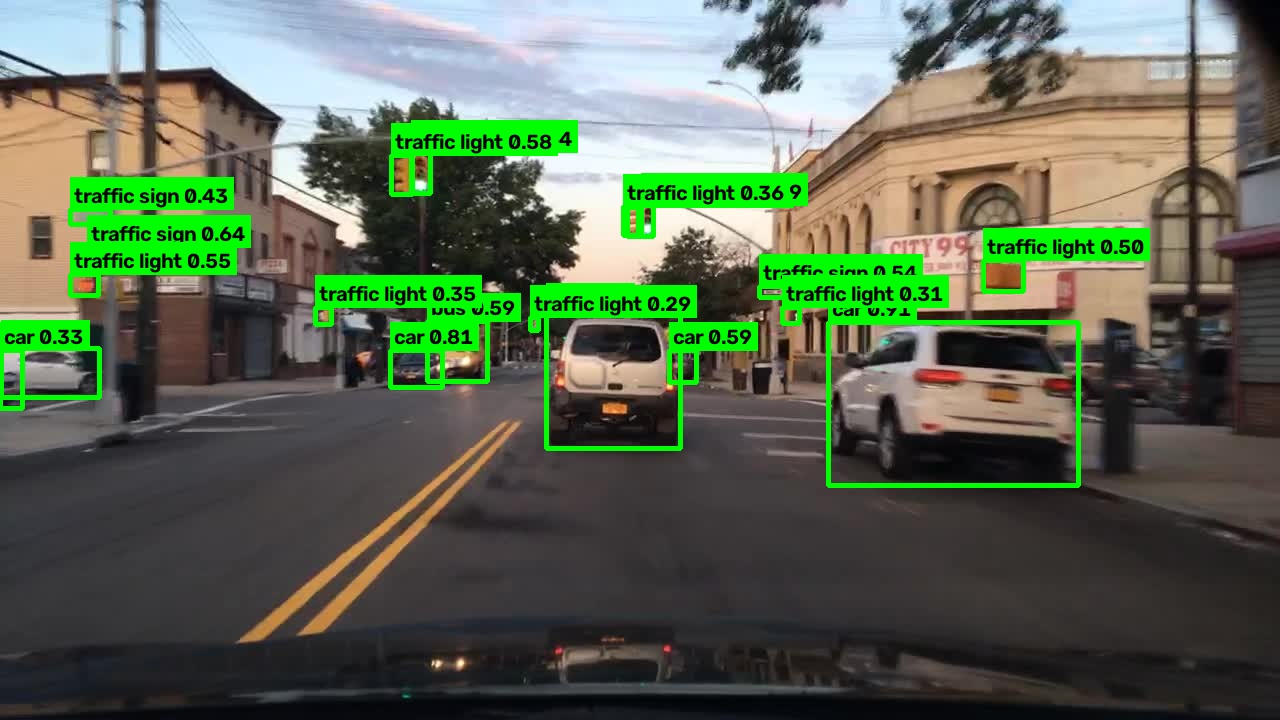 traffic light 0.58 4
traffic sign 0.43
traffic light 0.36 9
traffic sign 0.64
traffic light 0.55
traffic light 0.50
CITY 99
traffic sign 0.54
traffic light 0.35
traffic light 0.31
bus 0.59
traffic light 0.29
car 0.91
car 0.33
car 0.81
car 0.59